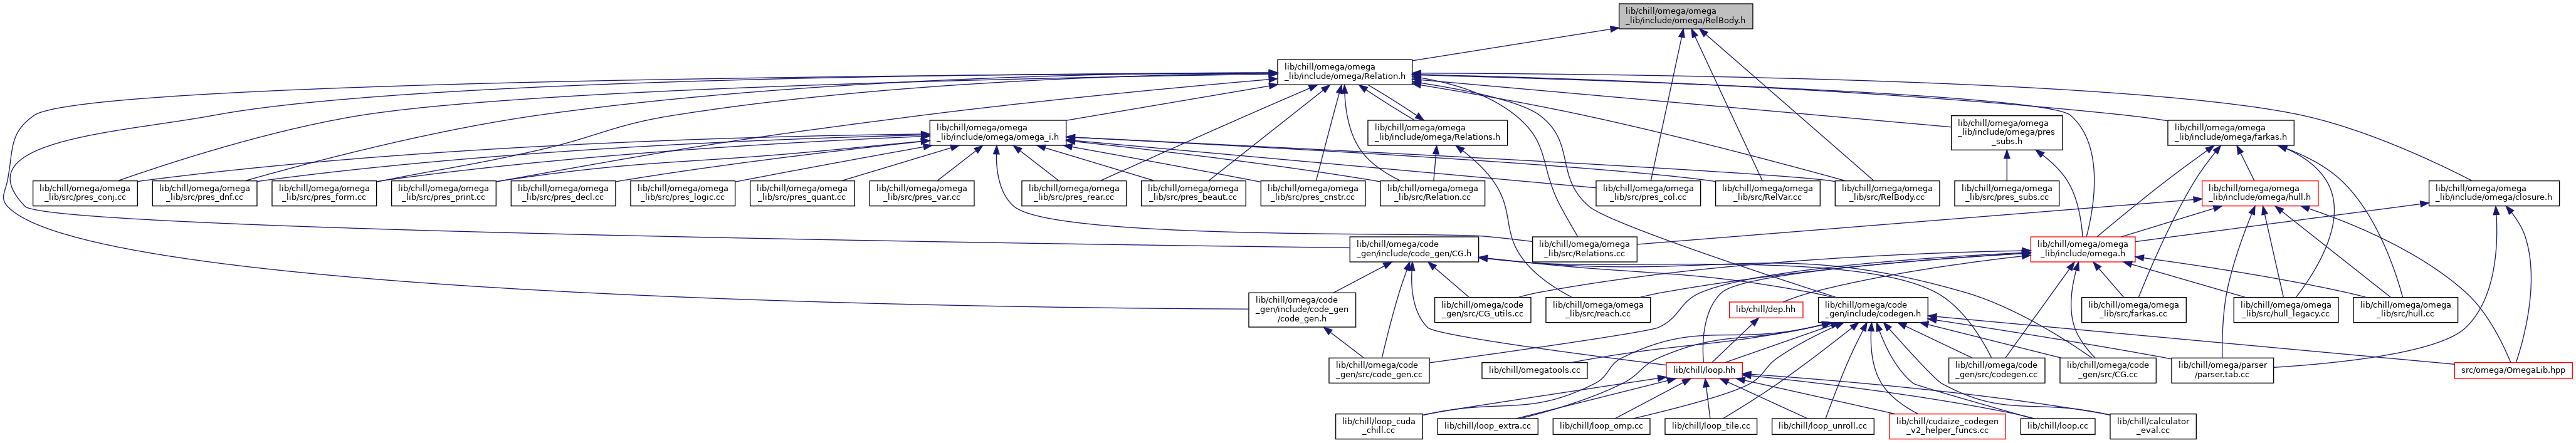 lib/chill/omega/omega
_lib/include/omega/RelBody.h
lib/chill/omega/omega
_lib/include/omega/Relation.h
lib/chill/omega/omega
_lib/include/omega/omega_i.h
lib/chill/omega/omega
_lib/include/omega/Relations.h
lib/chill/omega/omega
_lib/include/omega/pres
_subs.h
lib/chill/omega/omega
_lib/include/omega/farkas.h
lib/chill/omega/omega
_lib/src/pres_conj.cc
lib/chill/omega/omega
_lib/src/pres_dnf.cc
lib/chill/omega/omega
_lib/src/pres_form.cc
lib/chill/omega/omega
_lib/src/pres_print.cc
lib/chill/omega/omega
_lib/src/pres_decl.cc
lib/chill/omega/omega
_lib/src/pres_logic.cc
lib/chill/omega/omega
_lib/src/pres_quant.cc
lib/chill/omega/omega
_lib/src/pres_var.cc
lib/chill/omega/omega
_lib/src/pres_rear.cc
lib/chill/omega/omega
_lib/src/pres_beaut.cc
lib/chill/omega/omega
_lib/src/pres_cnstr.cc
lib/chill/omega/omega
_lib/src/Relation.cc
lib/chill/omega/omega
_lib/src/pres_col.cc
lib/chill/omega/omega
_lib/src/RelVar.cc
lib/chill/omega/omega
_lib/src/RelBody.cc
lib/chill/omega/omega
_lib/src/pres_subs.cc
lib/chill/omega/omega
_lib/include/omega/hull.h
lib/chill/omega/omega
_lib/include/omega/closure.h
lib/chill/omega/code
_gen/include/code_gen/CG.h
lib/chill/omega/omega
_lib/src/Relations.cc
lib/chill/omega/omega
_lib/include/omega.h
lib/chill/omega/code
_gen/include/code_gen
/code_gen.h
lib/chill/omega/code
_gen/src/CG_utils.cc
lib/chill/omega/omega
_lib/src/reach.cc
lib/chill/dep.hh
lib/chill/omega/code
_gen/include/codegen.h
lib/chill/omega/omega
_lib/src/farkas.cc
lib/chill/omega/omega
_lib/src/hull_legacy.cc
lib/chill/omega/omega
_lib/src/hull.cc
lib/chill/omega/code
_gen/src/code_gen.cc
lib/chill/omegatools.cc
lib/chill/loop.hh
lib/chill/omega/code
_gen/src/codegen.cc
lib/chill/omega/code
_gen/src/CG.cc
lib/chill/omega/parser
/parser.tab.cc
src/omega/OmegaLib.hpp
lib/chill/loop_cuda
_chill.cc
lib/chill/loop_extra.cc
lib/chill/loop_omp.cc
lib/chill/loop_tile.cc
lib/chill/loop_unroll.cc
lib/chill/cudaize_codegen
_v2_helper_funcs.cc
lib/chill/loop.cc
lib/chill/calculator
_eval.cc